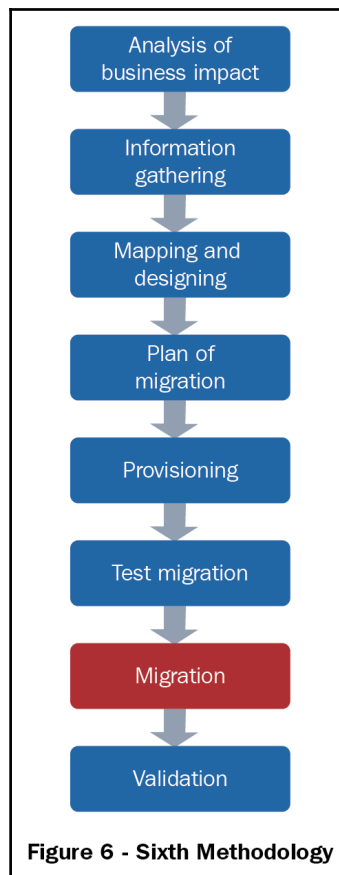 Analysis of
business impact
Information
gathering
Mapping and
designing
Plan of
migration
Provisioning
Test migration
Migration
Validation
Figure 6 - Sixth Methodology